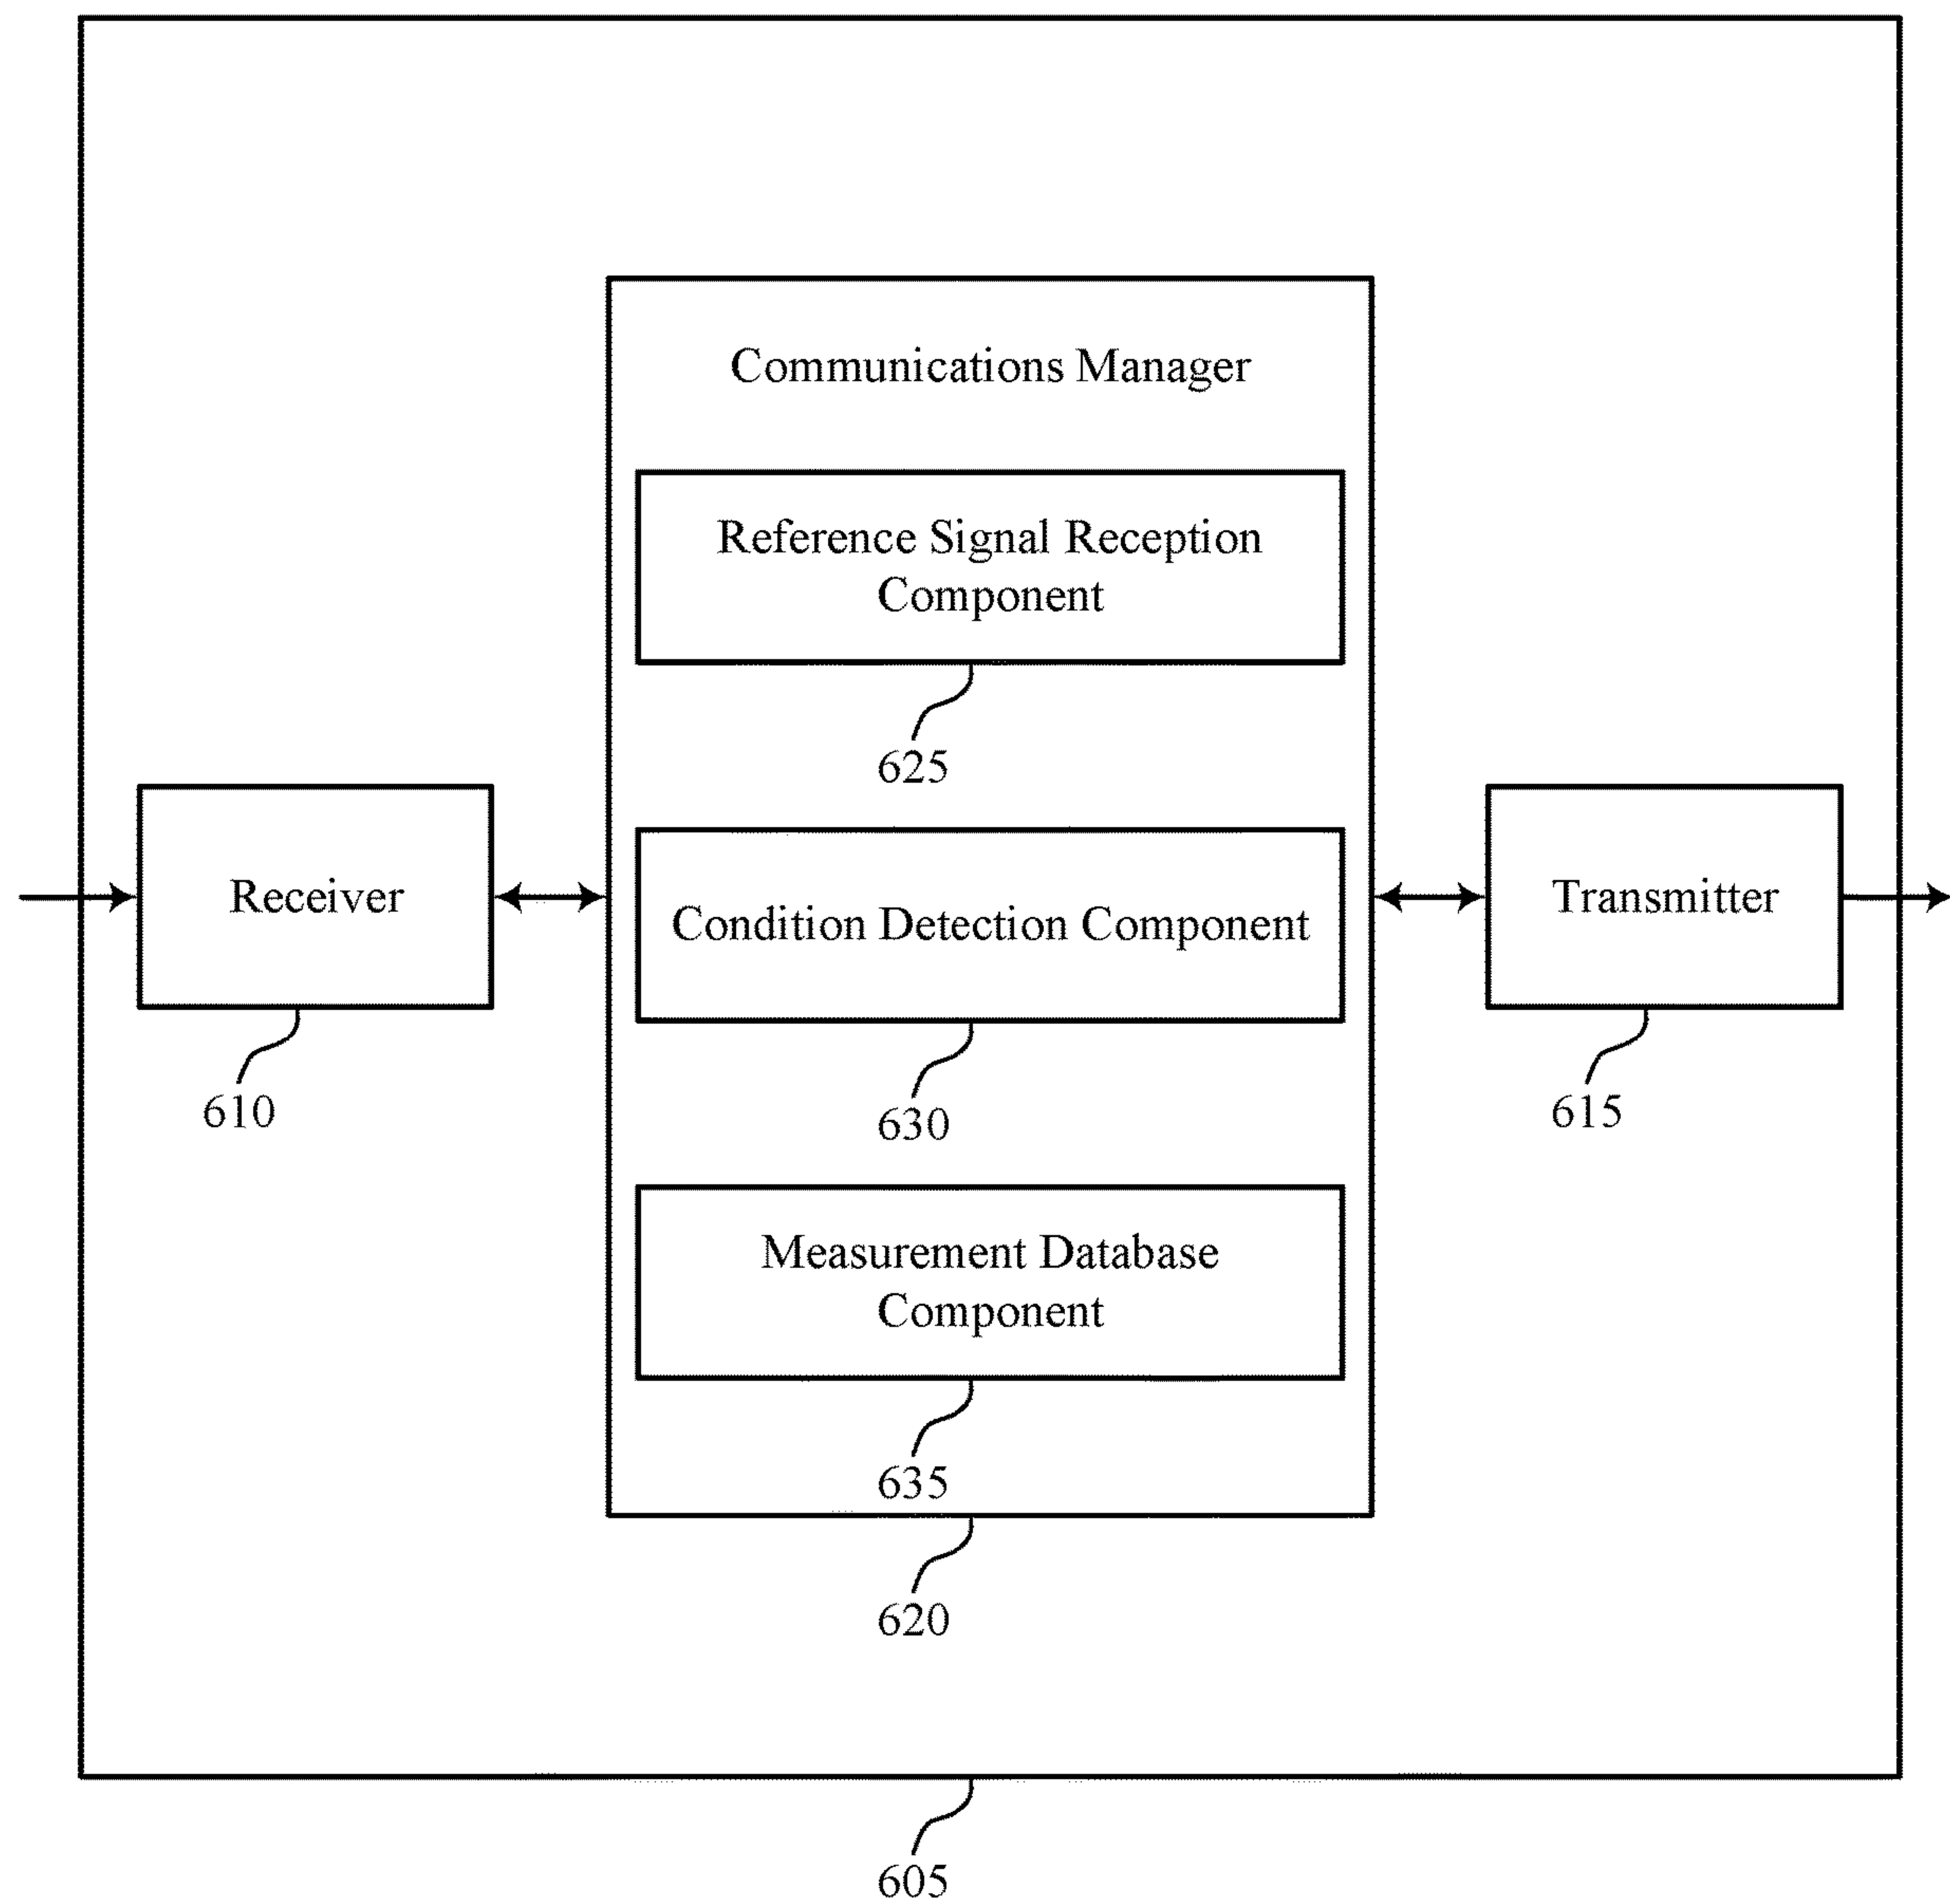 Communications Manager
Reference Signal Reception
Component
625
Receiver
610
Condition Detection Component
630
Transmitter
615
Measurement Database
Component
635
620
605